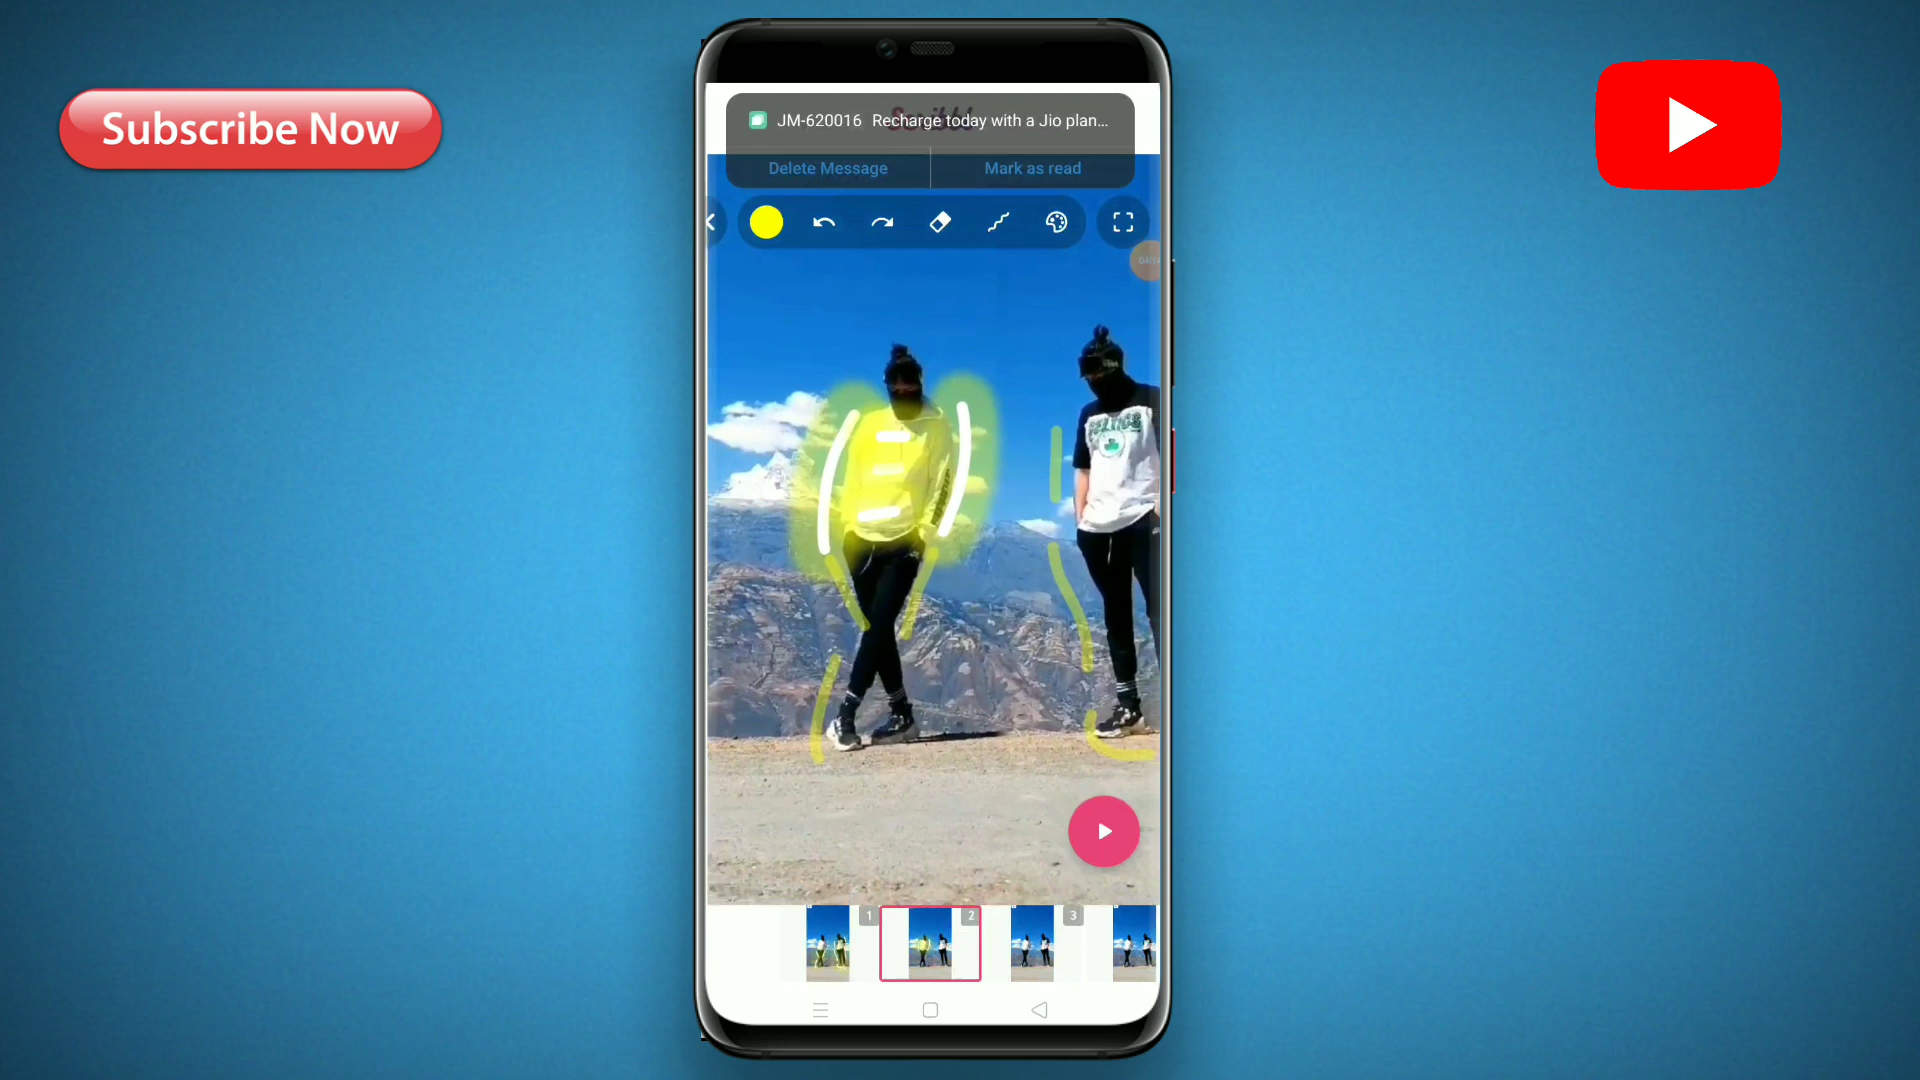 Subscribe Now
JM-620016 Recharge today with a Jio plan...
Delete Message
Mark as read
1
2
3